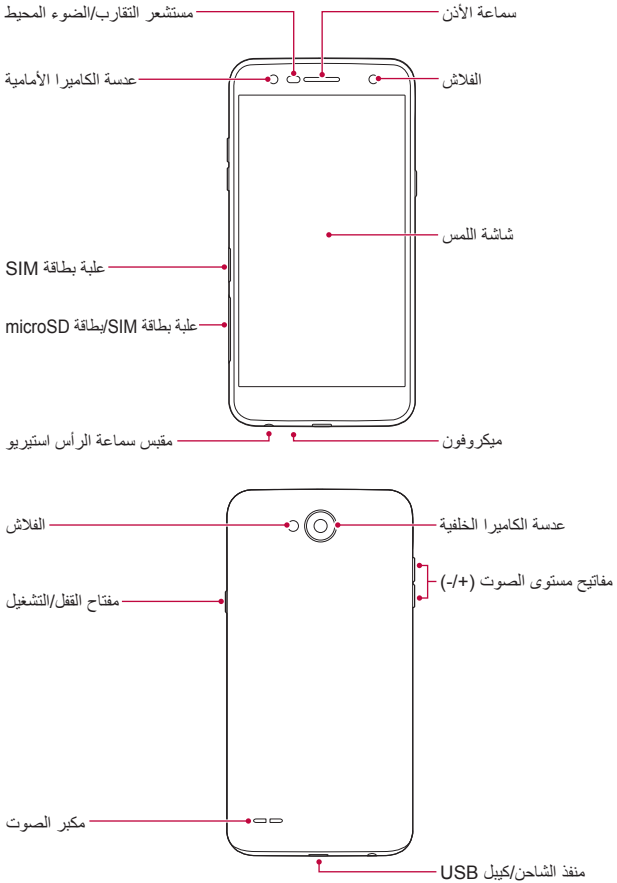 سماعة الأذن
مستشعر التقارب/الضوء المحيط
الفلاش
عدسة الكاميرا الأمامية
شاشة اللمس
علبة بطاقة SIM
علبة بطاقة SIM/بطاقة microSD
ميكروفون
مقبس سماعة الرأس استيريو
عدسة الكاميرا الخلفية
الفلاش
مفاتيح مستوى الصوت (+/-)
مفتاح القفل/التشغيل
مكبر الصوت
منفذ الشاحن/كيبل USB